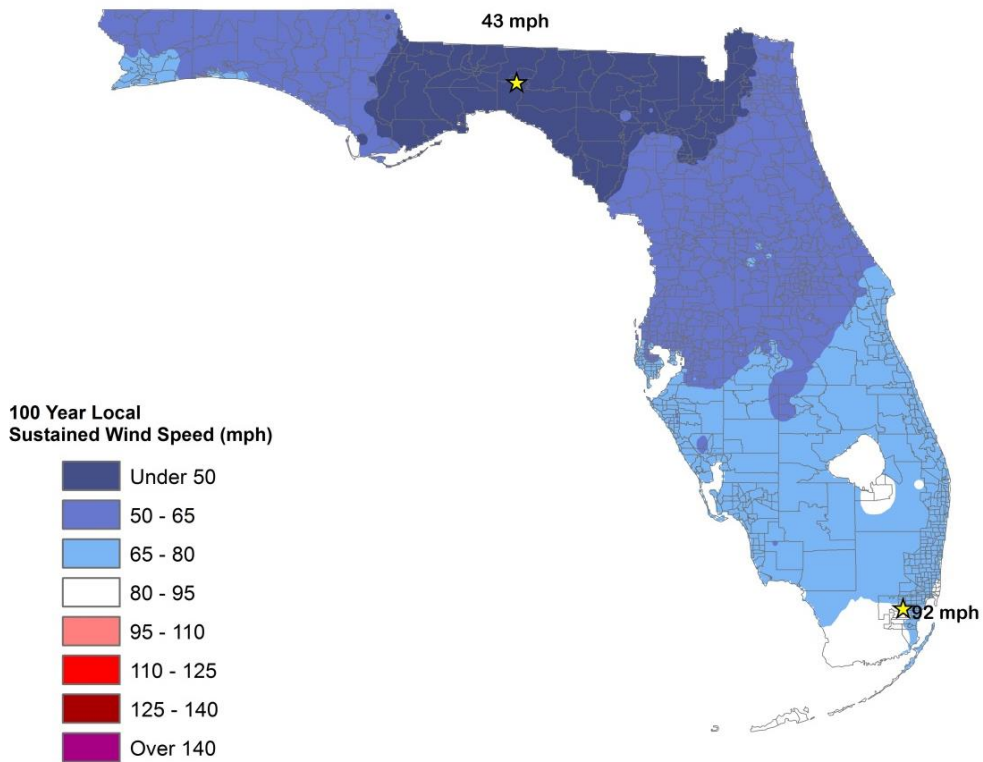 43 mph
100 Year Local
Sustained Wind Speed (mph)
Under 50
50 - 65
65 - 80
80 - 95
95 - 110
110 - 125
125 - 140
Over 140
92 mph